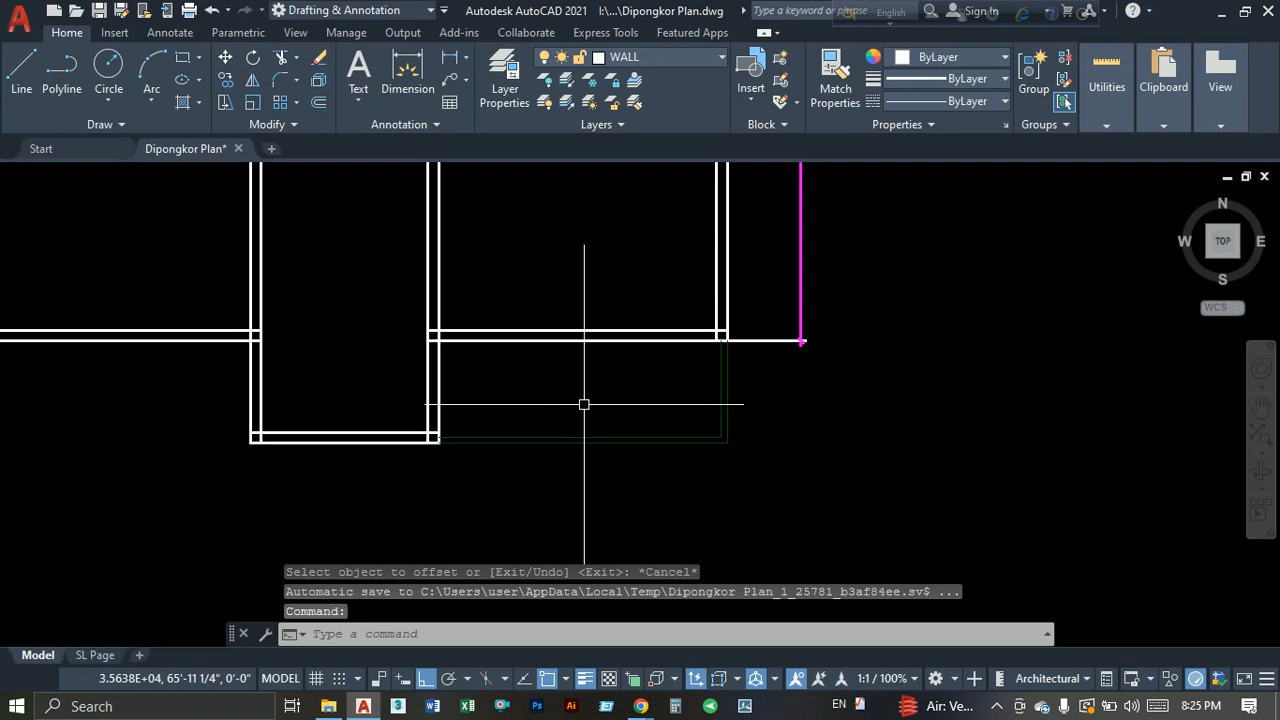 Drafting & Annotation
Autodesk AutoCAD 2021 I:\...\Dipongkor Plan.dwg
Type a keyword or phrase
English
Sign In
Home Insert Annotate Parametric View Manage Output Add-ins Collaborate Express Tools Featured Apps
Line Polyline Circle Arc
Text Dimension
Layer Properties
WALL
Insert
Match Properties
ByLayer
ByLayer
ByLayer
Group
Utilities
Clipboard
View
Draw Modify Annotation Layers Block Properties Groups
Start Dipongkor Plan*
N
W TOP E
S
WCS
Select object to offset or [Exit/Undo] <Exit>: *Cancel*
Automatic save to C:\Users\user\AppData\Local\Temp\Dipongkor Plan_1_25781_b3af84ee.sv$ ...
Command:
Type a command
Model SL Page
3.5638E+04, 65'-11 1/4", 0'-0" MODEL 1:1 / 100% Architectural
Search
EN
Air: Ve...
8:25 PM